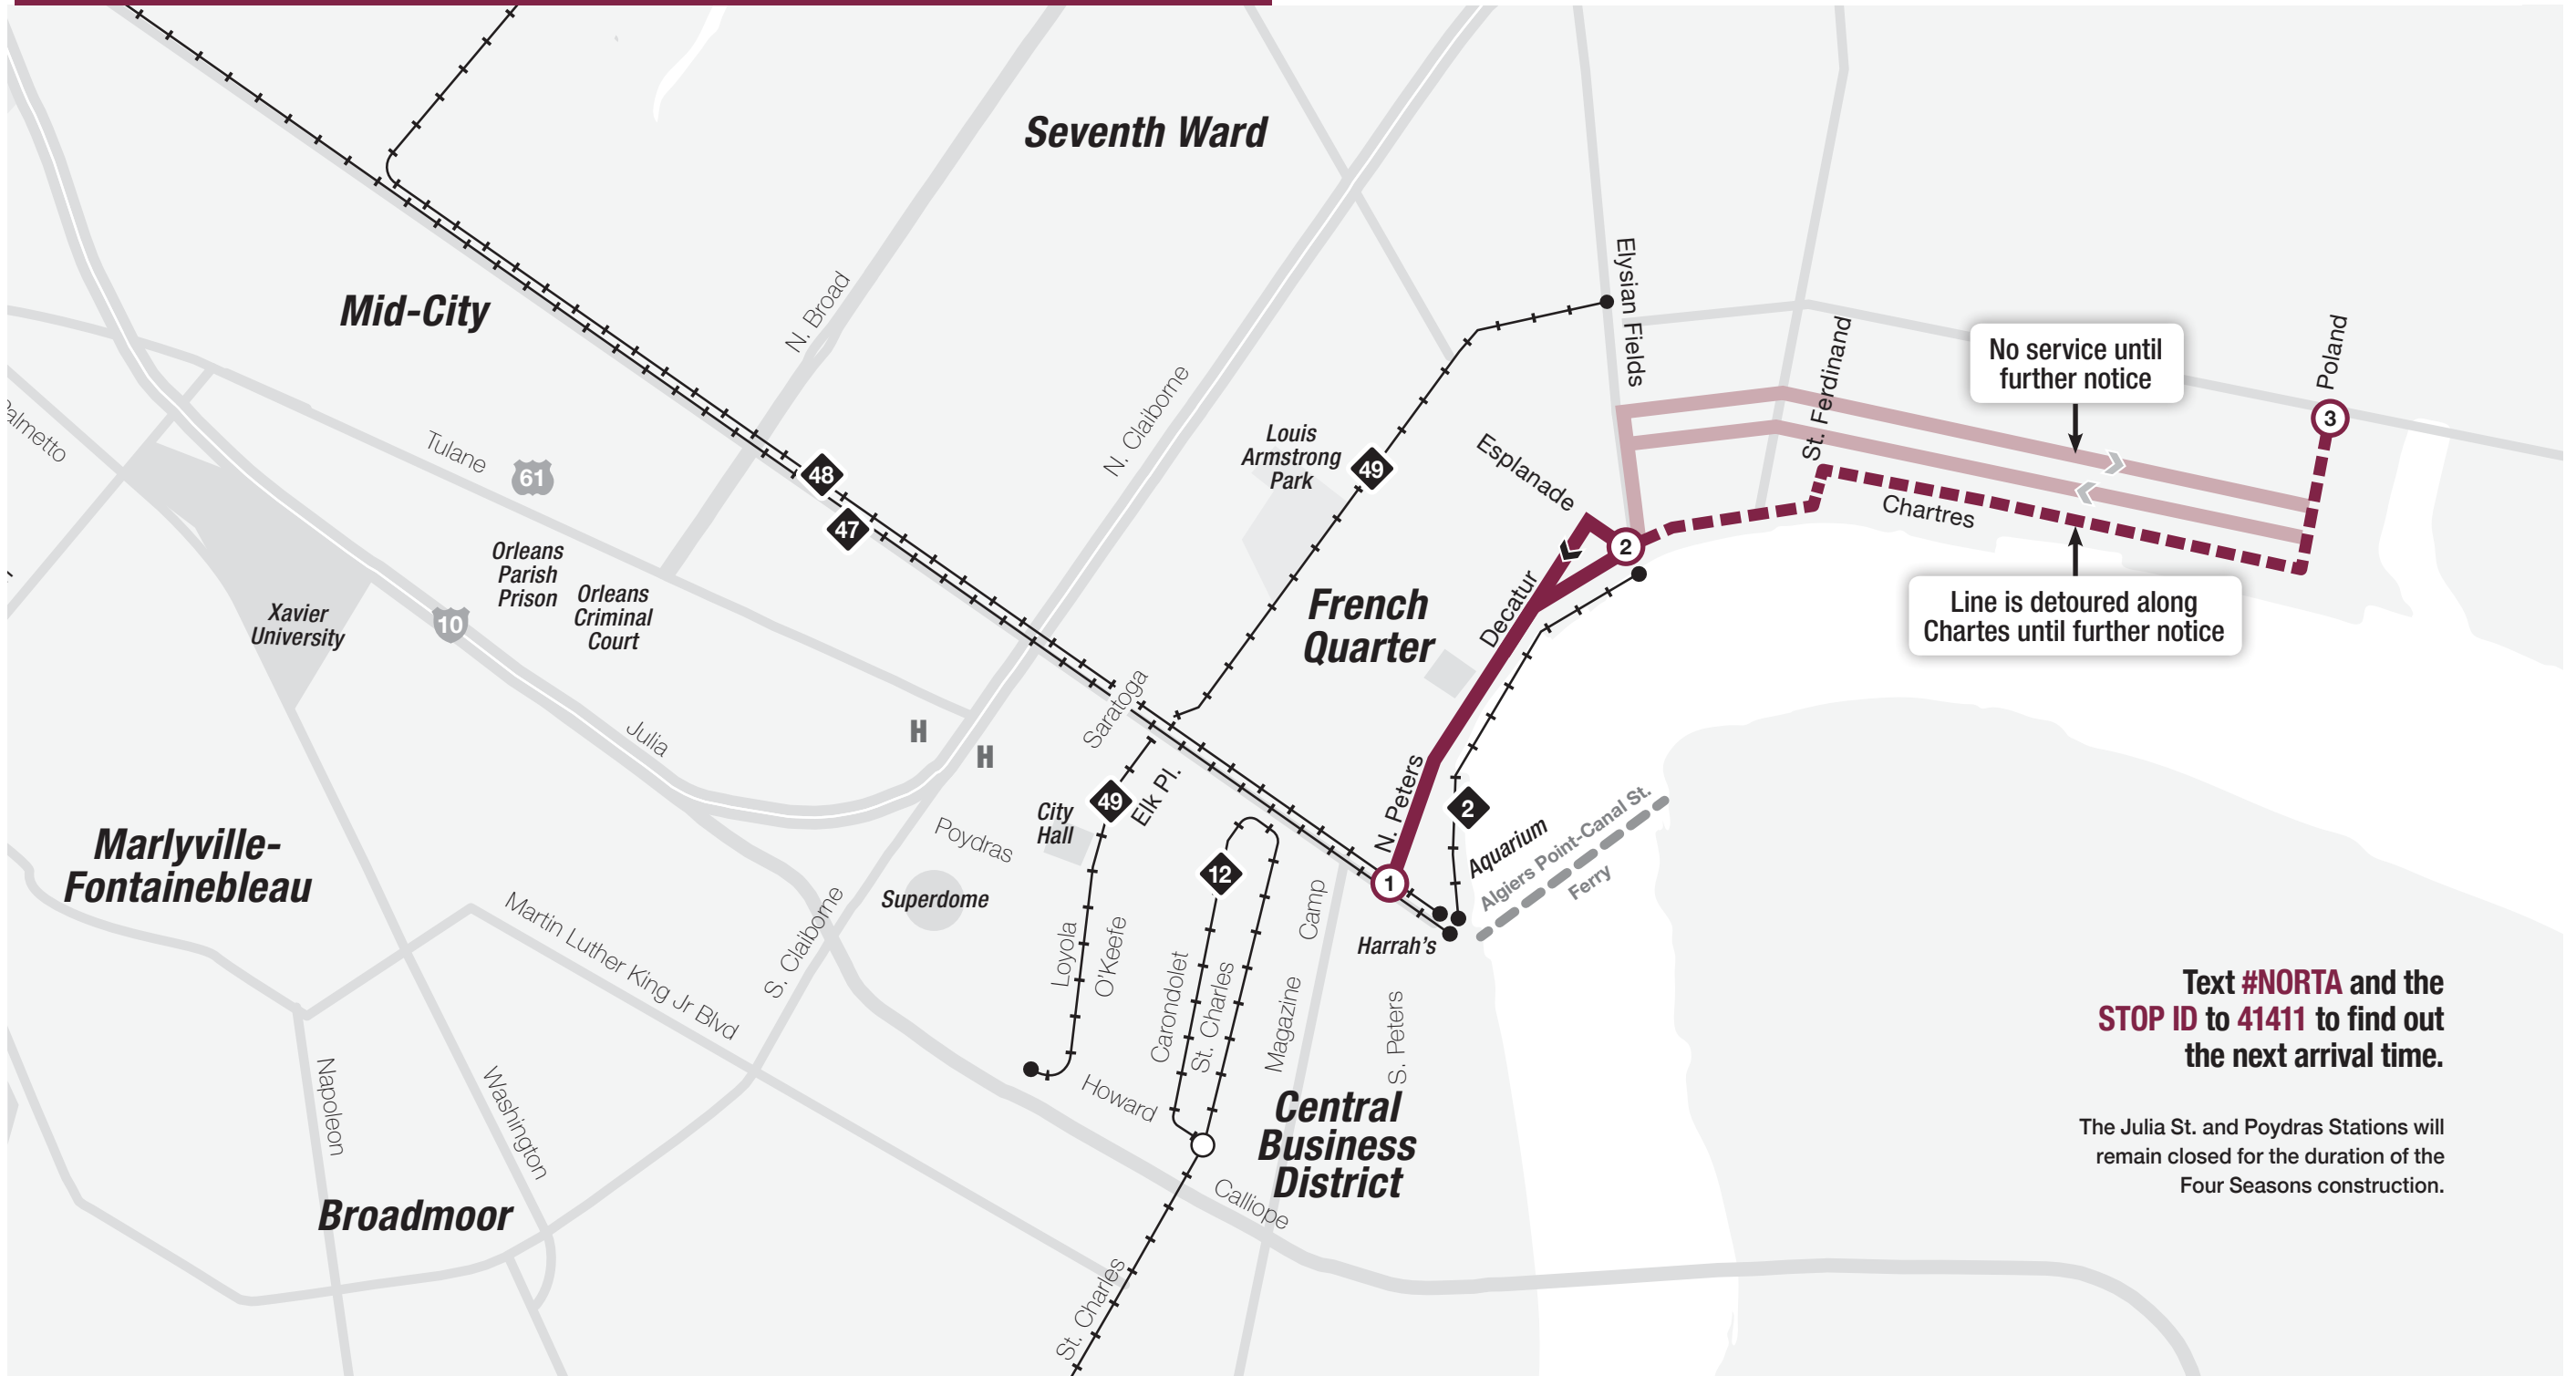 Seventh Ward
Mid-City
N. Broad
Elysian Fields
St. Ferdinand
No service until
further notice
Poland
3
almetto
Tulane
61
48
47
N. Claiborne
Louis
Armstrong
Park
49
Esplanade
Chartres
2
Line is detoured along
Chartes until further notice
Orleans
Parish
Prison
Orleans
Criminal
Court
Xavier
University
10
French
Quarter
Decatur
Saratoga
Julia
H
H
N. Peters
2
Aquarium
Algiers Point-Canal St.
Ferry
City
Hall
49
Elk Pl.
Poydras
Marlyville-
Fontainebleau
12
1
Superdome
Harrah's
Camp
Martin Luther King Jr Blvd
S. Claiborne
Loyola
O'Keefe
Carondolet
St. Charles
Magazine
S. Peters
Text #NORTA and the
STOP ID to 41411 to find out
the next arrival time.
Napoleon
Washington
Howard
Central
Business
District
The Julia St. and Poydras Stations will
remain closed for the duration of the
Four Seasons construction.
Broadmoor
Calliope
St. Charles